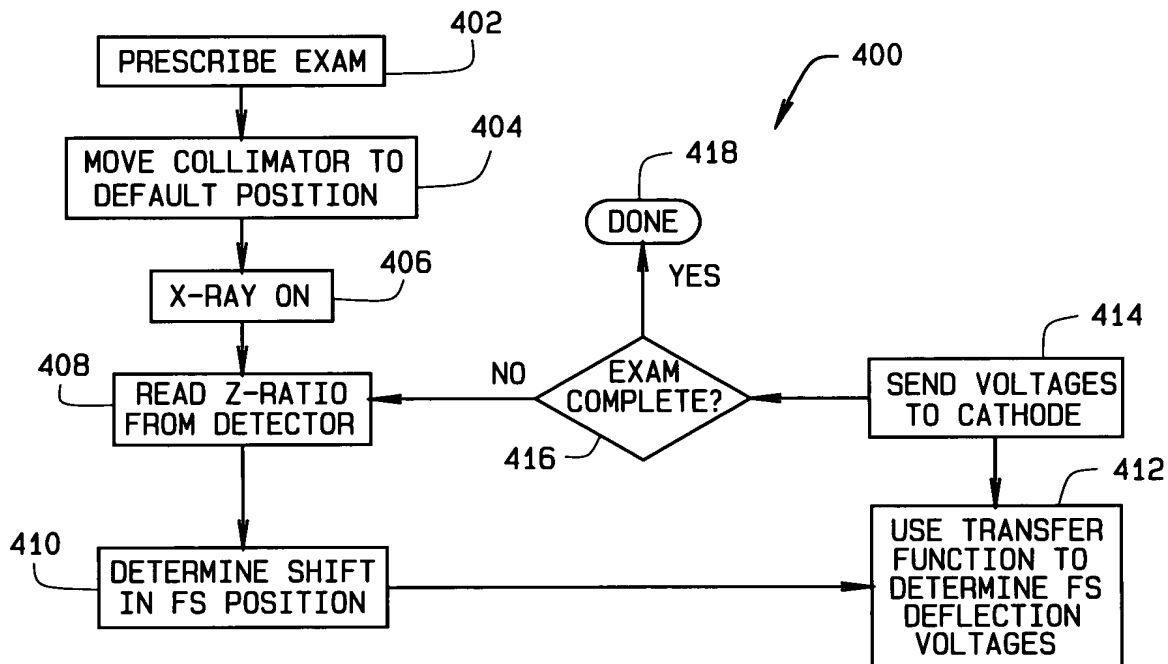 402
PRESCRIBE EXAM
400
404
MOVE COLLIMATOR TO
DEFAULT POSITION
418
DONE
YES
406
X-RAY ON
408
READ Z-RATIO
FROM DETECTOR
NO
EXAM
COMPLETE?
416
414
SEND VOLTAGES
TO CATHODE
412
USE TRANSFER
FUNCTION TO
DETERMINE FS
DEFLECTION
VOLTAGES
410
DETERMINE SHIFT
IN FS POSITION